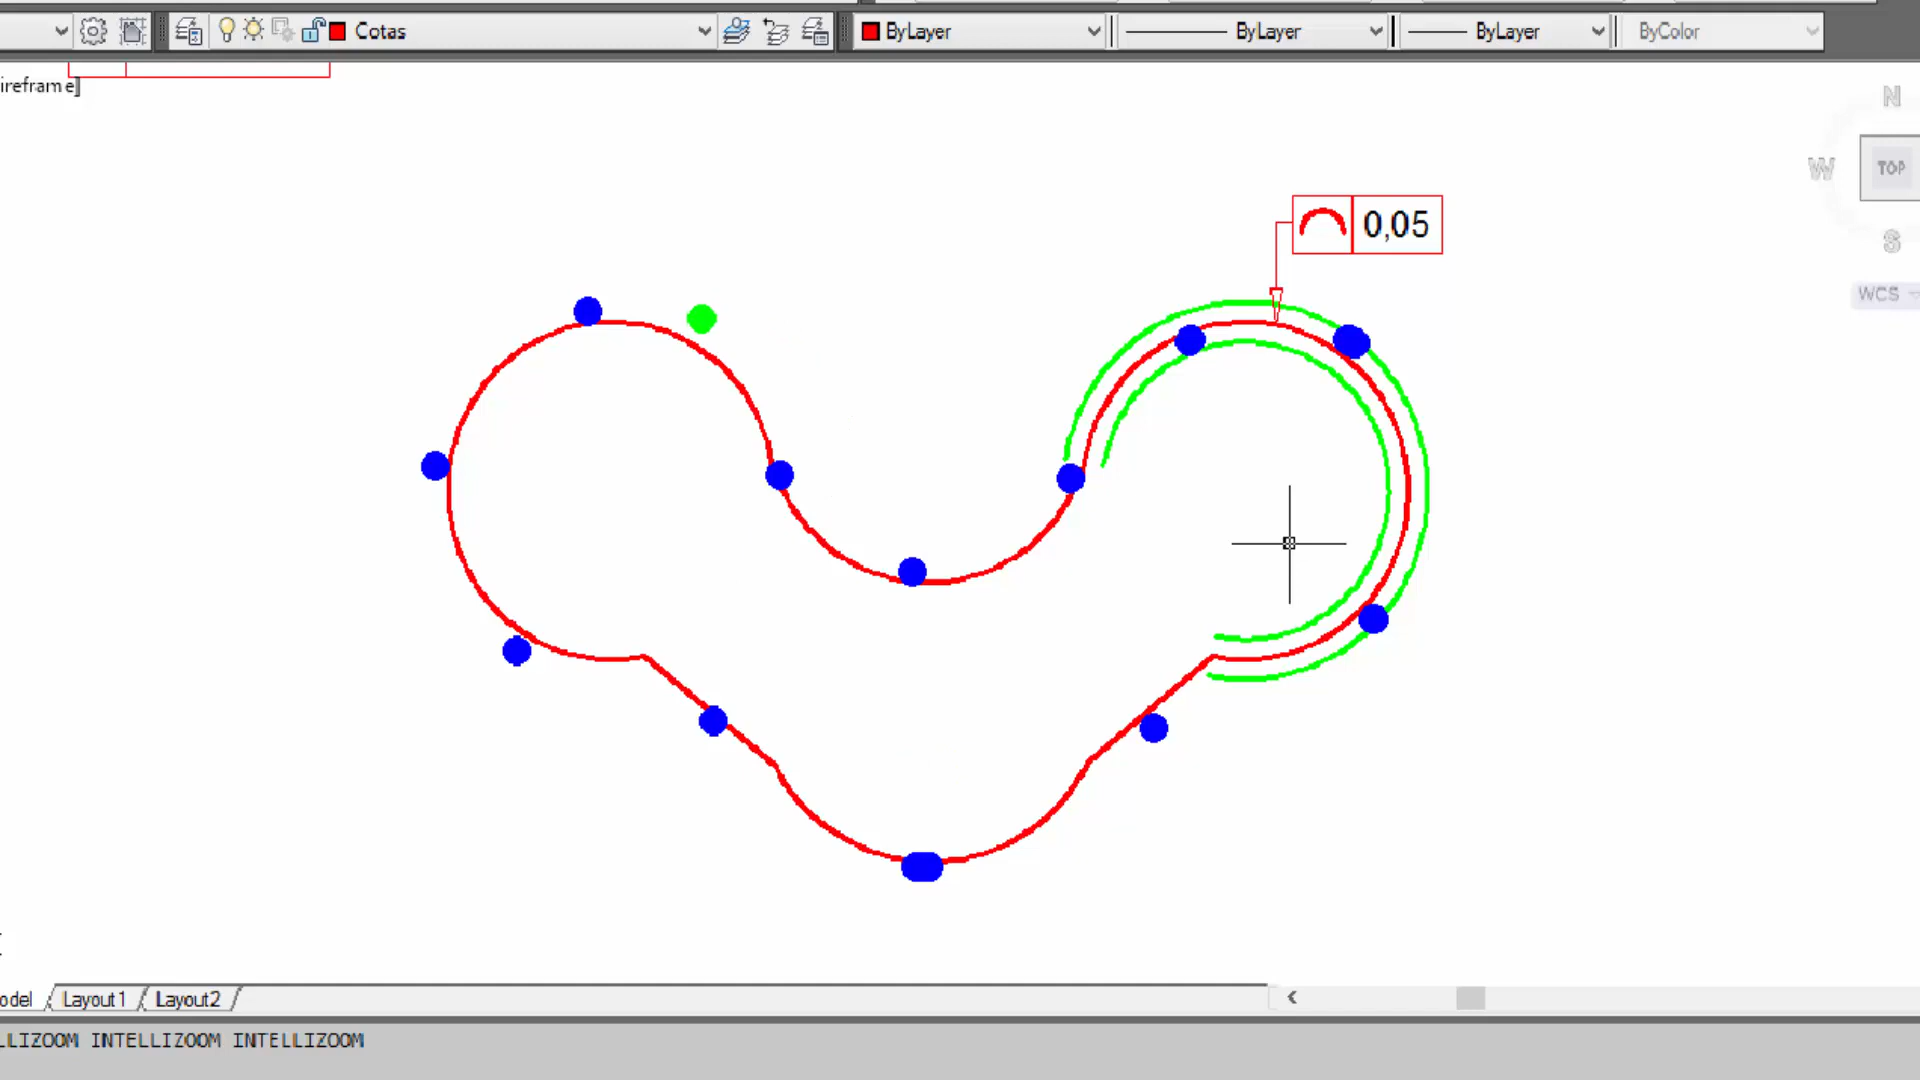 Cotas
ByLayer
ByLayer
ByLayer
ByColor
ireframe]
N
W
TOP
S
WCS
0,05
odel
Layout1
Layout2
LLIZOOM INTELLIZOOM INTELLIZOOM